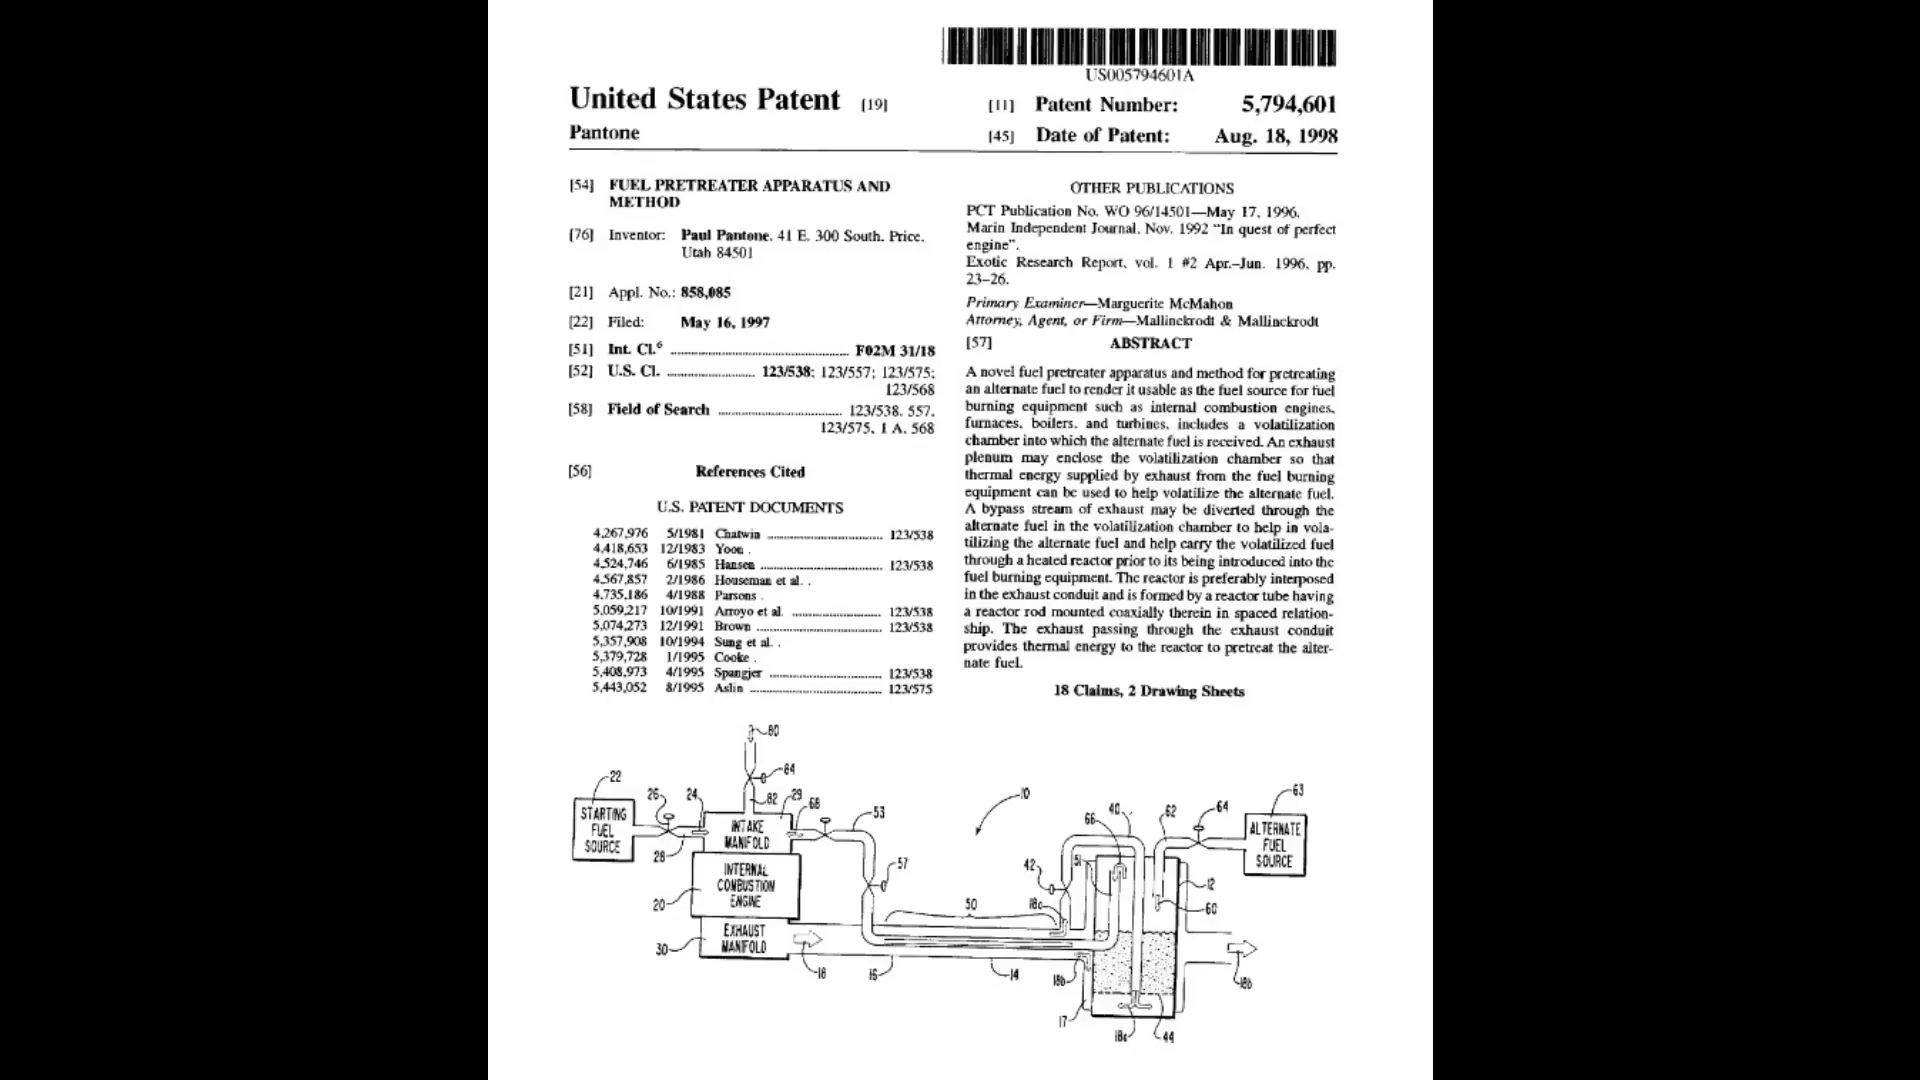 US005794601A
United States Patent [19]
Pantone
[11] Patent Number: 5,794,601
[45] Date of Patent: Aug. 18, 1998
[54] FUEL PRETREATER APPARATUS AND
METHOD
[76] Inventor: Paul Pantone, 41 E. 300 South, Price,
Utah 84501
[21] Appl. No.: 858,085
[22] Filed: May 16, 1997
[51] Int. Cl.6 .................... F02M 31/18
[52] U.S. Cl. .................... 123/538; 123/557; 123/575;
123/568
[58] Field of Search .................... 123/538, 557,
123/575, 1 A, 568
[56] References Cited
U.S. PATENT DOCUMENTS
4,267,976 5/1981 Chatwin .................... 123/538
4,418,653 12/1983 Yoon .
4,524,746 6/1985 Hansen .................... 123/538
4,567,857 2/1986 Houseman et al. .
4,735,186 4/1988 Parsons .
5,059,217 10/1991 Arroyo et al. .................... 123/538
5,074,273 12/1991 Brown .................... 123/538
5,357,908 10/1994 Sung et al. .
5,379,728 1/1995 Cooke .
5,408,973 4/1995 Spangjer .................... 123/538
5,443,052 8/1995 Aslin .................... 123/575
OTHER PUBLICATIONS
PCT Publication No. WO 96/14501—May 17, 1996.
Marin Independent Journal, Nov. 1992 "In quest of perfect
engine".
Exotic Research Report, vol. 1 #2 Apr.–Jun. 1996, pp.
23–26.
Primary Examiner—Marguerite McMahon
Attorney, Agent, or Firm—Mallinckrodt & Mallinckrodt
[57] ABSTRACT
A novel fuel pretreater apparatus and method for pretreating
an alternate fuel to render it usable as the fuel source for fuel
burning equipment such as internal combustion engines,
furnaces, boilers, and turbines, includes a volatilization
chamber into which the alternate fuel is received. An exhaust
plenum may enclose the volatilization chamber so that
thermal energy supplied by exhaust from the fuel burning
equipment can be used to help volatilize the alternate fuel.
A bypass stream of exhaust may be diverted through the
alternate fuel in the volatilization chamber to help in vola-
tilizing the alternate fuel and help carry the volatilized fuel
through a heated reactor prior to its being introduced into the
fuel burning equipment. The reactor is preferably interposed
in the exhaust conduit and is formed by a reactor tube having
a reactor rod mounted coaxially therein in spaced relation-
ship. The exhaust passing through the exhaust conduit
provides thermal energy to the reactor to pretreat the alter-
nate fuel.
18 Claims, 2 Drawing Sheets
80
84
82
22
26
24
29
68
53
10
40
66
62
64
63
STARTING
FUEL
SOURCE
28
INTAKE
MANIFOLD
57
42
51
ALTERNATE
FUEL
SOURCE
INTERNAL
COMBUSTION
ENGINE
20
50
18c
12
60
EXHAUST
MANIFOLD
30
18
16
14
18b
18b
17
18a
44